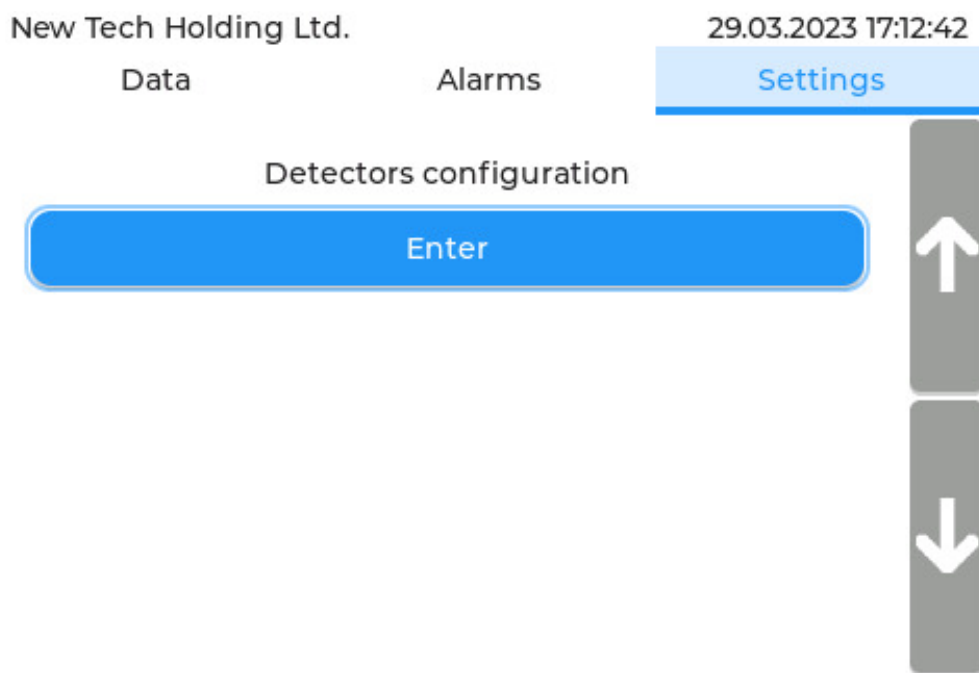 New Tech Holding Ltd. 29.03.2023 17:12:42
Data Alarms Settings
Detectors configuration
Enter